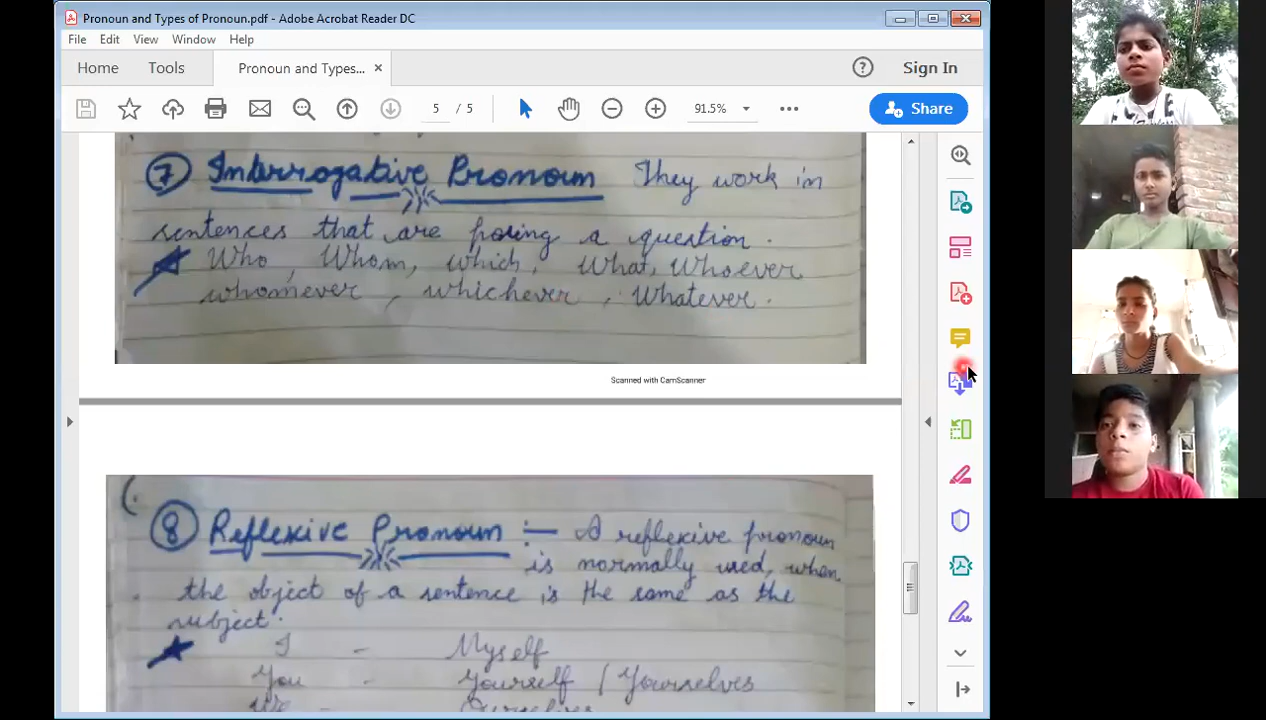 Pronoun and Types of Pronoun.pdf - Adobe Acrobat Reader DC
File Edit View Window Help
Home Tools Pronoun and Types... × Sign In
5 / 5 91.5% Share
7 Interrogative Pronoun They work in
sentences that are posing a question.
Who, Whom, which, What, Whoever
whomever, whichever, Whatever.
Scanned with CamScanner
8 Reflexive Pronoun :- A reflexive pronoun
is normally used, when
the object of a sentence is the same as the
subject.
I - Myself
You - Yourself / Yourselves
We - Ourselves